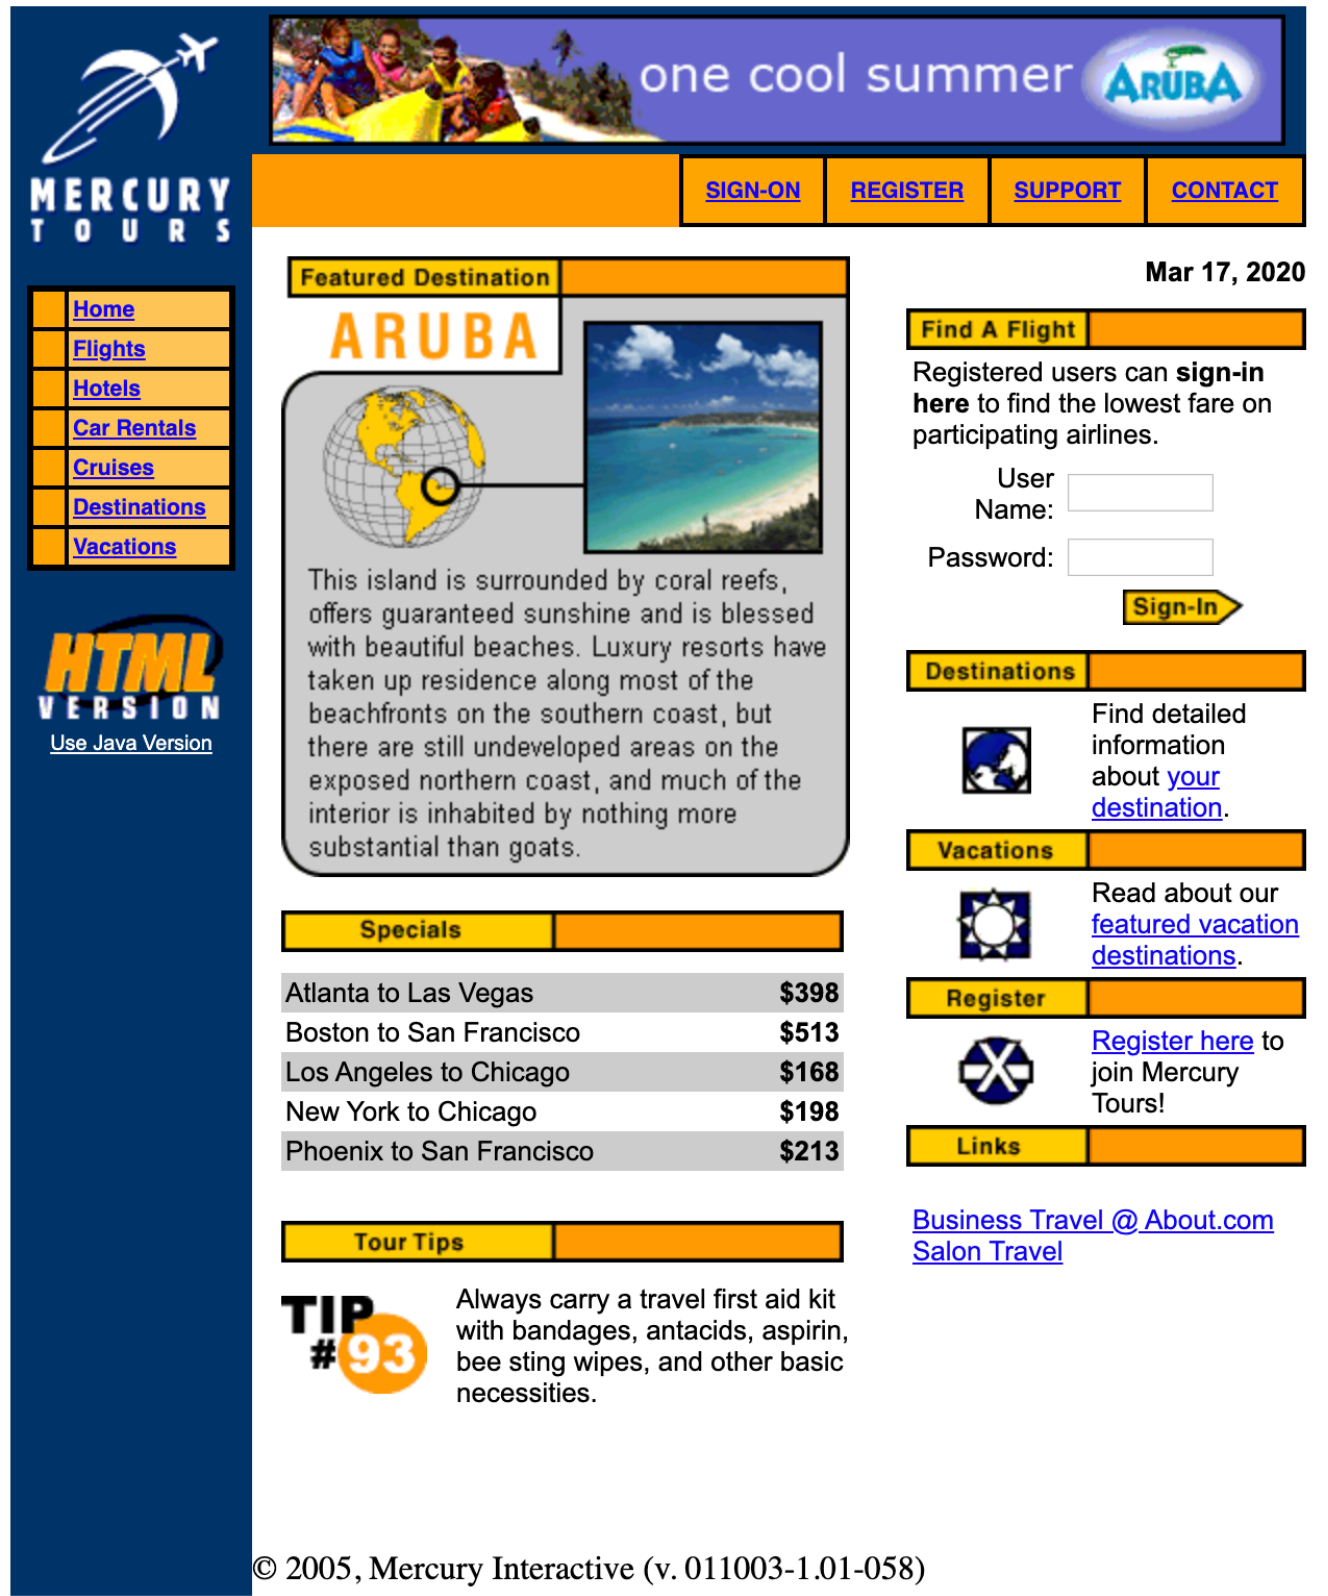 one cool summer
ARUBA
MERCURY
TOURS
SIGN-ON
REGISTER
SUPPORT
CONTACT
Home
Flights
Hotels
Car Rentals
Cruises
Destinations
Vacations
HTML
VERSION
Use Java Version
Featured Destination
ARUBA
This island is surrounded by coral reefs,
offers guaranteed sunshine and is blessed
with beautiful beaches. Luxury resorts have
taken up residence along most of the
beachfronts on the southern coast, but
there are still undeveloped areas on the
exposed northern coast, and much of the
interior is inhabited by nothing more
substantial than goats.
Specials
Atlanta to Las Vegas $398
Boston to San Francisco $513
Los Angeles to Chicago $168
New York to Chicago $198
Phoenix to San Francisco $213
Tour Tips
TIP
#93
Always carry a travel first aid kit
with bandages, antacids, aspirin,
bee sting wipes, and other basic
necessities.
Mar 17, 2020
Find A Flight
Registered users can sign-in
here to find the lowest fare on
participating airlines.
User
Name:
Password:
Sign-In
Destinations
Find detailed
information
about your
destination.
Vacations
Read about our
featured vacation
destinations.
Register
Register here to
join Mercury
Tours!
Links
Business Travel @ About.com
Salon Travel
© 2005, Mercury Interactive (v. 011003-1.01-058)